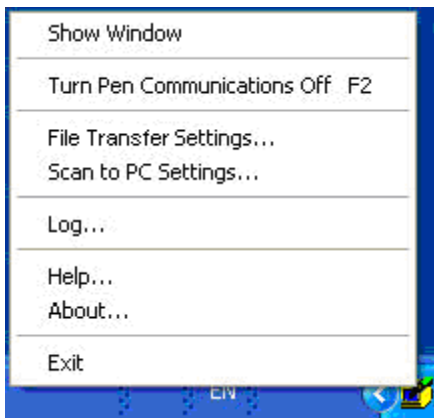 Show Window
Turn Pen Communications Off F2
File Transfer Settings...
Scan to PC Settings...
Log...
Help...
About...
Exit
EN